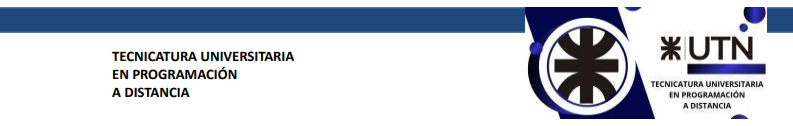 TECNICATURA UNIVERSITARIA
EN PROGRAMACIÓN
A DISTANCIA
UTN
TECNICATURA UNIVERSITARIA
EN PROGRAMACIÓN
A DISTANCIA